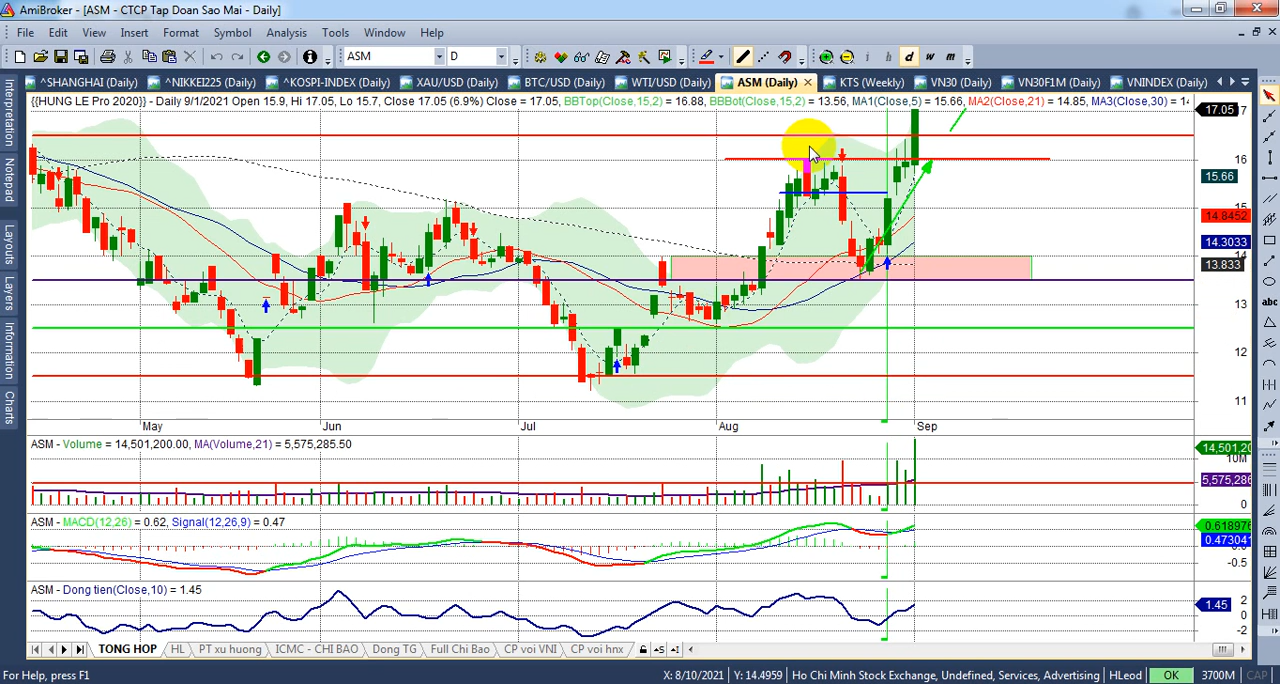 AmiBroker - [ASM - CTCP Tap Doan Sao Mai - Daily]
File Edit View Insert Format Symbol Analysis Tools Window Help
ASM D i h d w m
^SHANGHAI (Daily) ^NIKKEI225 (Daily) ^KOSPI-INDEX (Daily) XAU/USD (Daily) BTC/USD (Daily) WTI/USD (Daily) ASM (Daily) KTS (Weekly) VN30 (Daily) VN30F1M (Daily) VNINDEX (Daily)
Interpretation
Notepad
Layouts
Layers
Information
Charts
{{HUNG LE Pro 2020}} - Daily 9/1/2021 Open 15.9, Hi 17.05, Lo 15.7, Close 17.05 (6.9%) Close = 17.05, BBTop(Close,15,2) = 16.88, BBBot(Close,15,2) = 13.56, MA1(Close,5) = 15.66, MA2(Close,21) = 14.85, MA3(Close,30) = 14
17.05 17
16
15.66
15
14.8452
14.3033
14
13.833
13
12
11
abc
May Jun Jul Aug Sep
ASM - Volume = 14,501,200.00, MA(Volume,21) = 5,575,285.50
14,501,20
10M
5,575,286
0
ASM - MACD(12,26) = 0.62, Signal(12,26,9) = 0.47
0.618976
0.473041
-0.5
ASM - Dong tien(Close,10) = 1.45
2
1.45
0
-2
TONG HOP HL PT xu huong ICMC - CHI BAO Dong TG Full Chi Bao CP voi VNI CP voi hnx
For Help, press F1 X: 8/10/2021 Y: 14.4959 Ho Chi Minh Stock Exchange, Undefined, Services, Advertising HLeod OK 3700M CAP